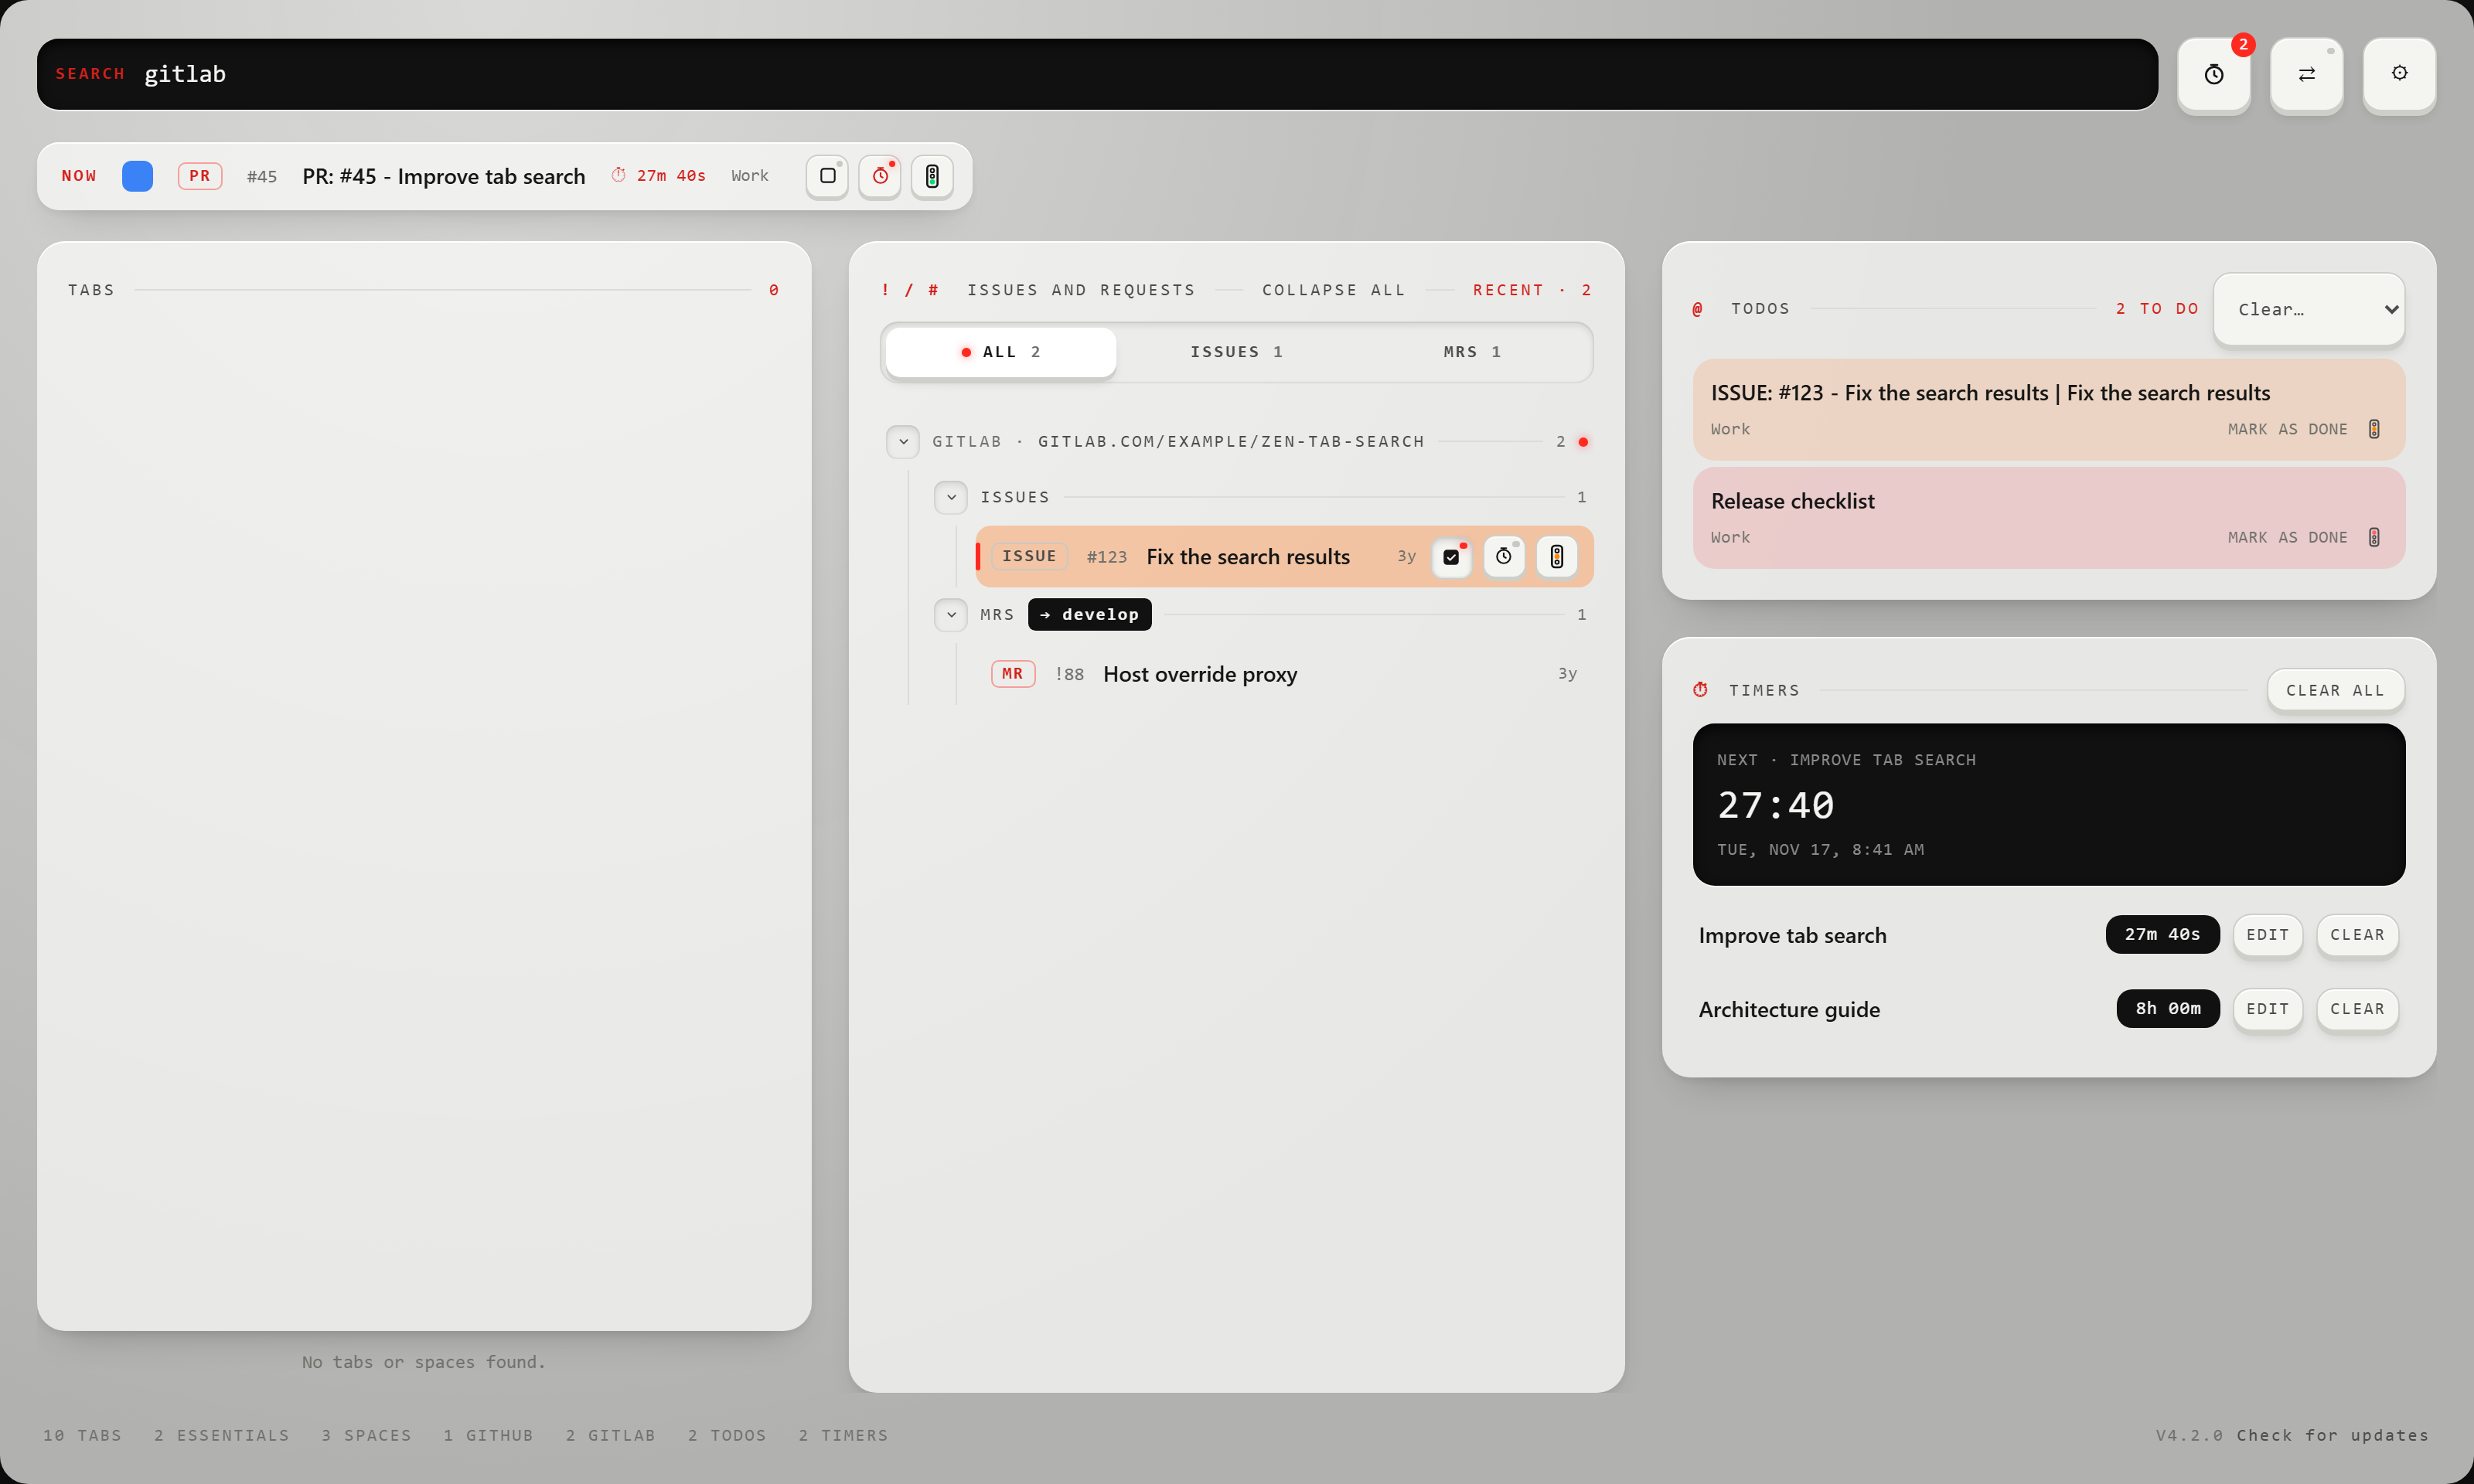 SEARCH gitlab
2
NOW PR #45 PR: #45 - Improve tab search 27m 40s Work
TABS 0
No tabs or spaces found.
! / # ISSUES AND REQUESTS COLLAPSE ALL RECENT · 2
ALL 2 ISSUES 1 MRS 1
GITLAB · GITLAB.COM/EXAMPLE/ZEN-TAB-SEARCH 2
ISSUES 1
ISSUE #123 Fix the search results 3y
MRS → develop 1
MR !88 Host override proxy 3y
@ TODOS 2 TO DO Clear…
ISSUE: #123 - Fix the search results | Fix the search results
Work MARK AS DONE
Release checklist
Work MARK AS DONE
TIMERS CLEAR ALL
NEXT · IMPROVE TAB SEARCH
27:40
TUE, NOV 17, 8:41 AM
Improve tab search 27m 40s EDIT CLEAR
Architecture guide 8h 00m EDIT CLEAR
10 TABS 2 ESSENTIALS 3 SPACES 1 GITHUB 2 GITLAB 2 TODOS 2 TIMERS
V4.2.0 Check for updates